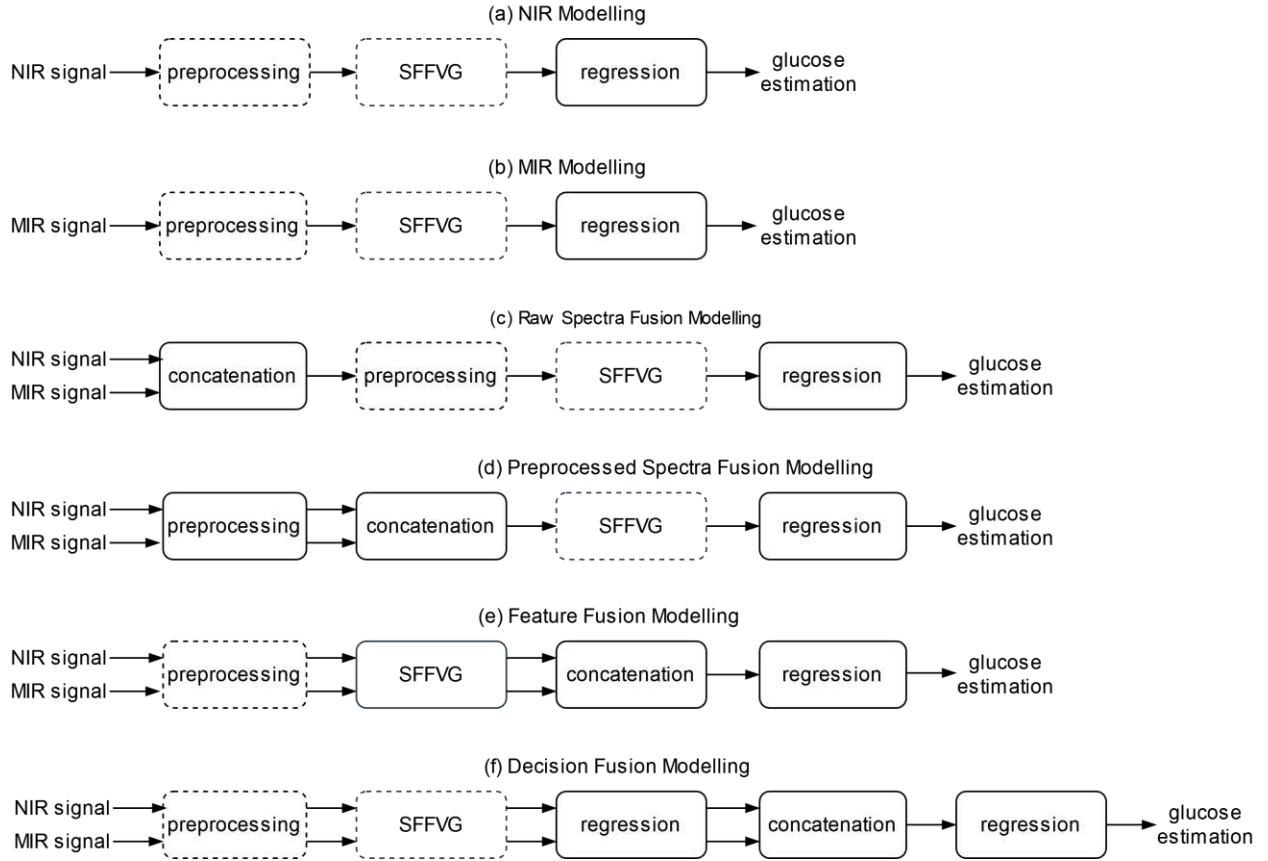 (a) NIR Modelling
NIR signal
preprocessing
SFFVG
regression
glucose
estimation
(b) MIR Modelling
MIR signal
preprocessing
SFFVG
regression
glucose
estimation
(c) Raw Spectra Fusion Modelling
NIR signal
MIR signal
concatenation
preprocessing
SFFVG
regression
glucose
estimation
(d) Preprocessed Spectra Fusion Modelling
NIR signal
MIR signal
preprocessing
concatenation
SFFVG
regression
glucose
estimation
(e) Feature Fusion Modelling
NIR signal
MIR signal
preprocessing
SFFVG
concatenation
regression
glucose
estimation
(f) Decision Fusion Modelling
NIR signal
MIR signal
preprocessing
SFFVG
regression
concatenation
regression
glucose
estimation